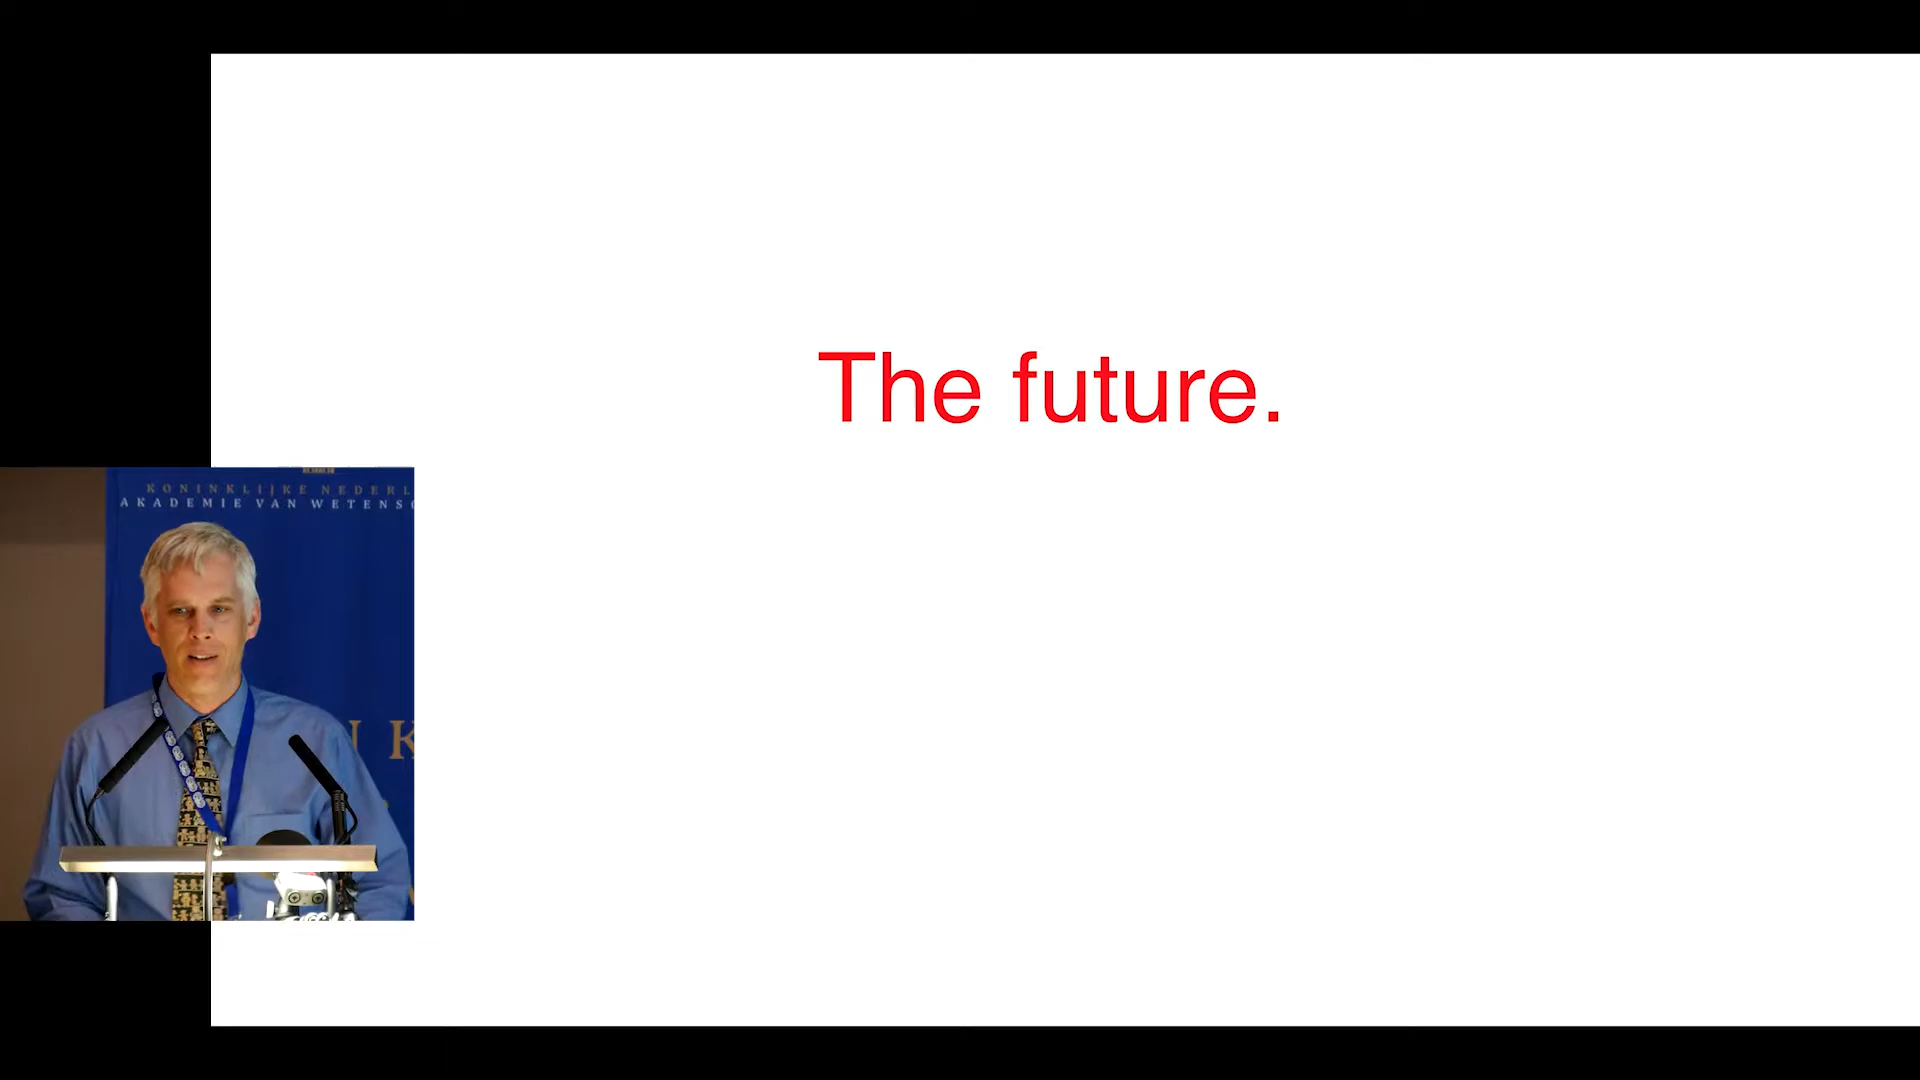 The future.
KONINKLIJKE NEDERL
AKADEMIE VAN WETENS
K